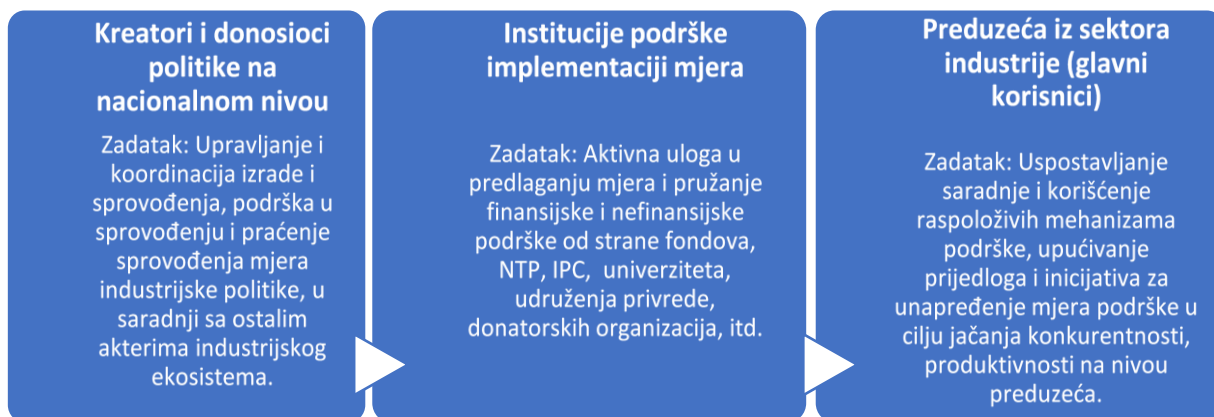 Kreatori i donosioci
politike na
nacionalnom nivou
Zadatak: Upravljanje i
koordinacija izrade i
sprovođenja, podrška u
sprovođenju i praćenje
sprovođenja mjera
industrijske politike, u
saradnji sa ostalim
akterima industrijskog
ekosistema.
Institucije podrške
implementaciji mjera
Zadatak: Aktivna uloga u
predlaganju mjera i pružanje
finansijske i nefinansijske
podrške od strane fondova,
NTP, IPC, univerziteta,
udruženja privrede,
donatorskih organizacija, itd.
Preduzeća iz sektora
industrije (glavni
korisnici)
Zadatak: Uspostavljanje
saradnje i korišćenje
raspoloživih mehanizama
podrške, upućivanje
prijedloga i inicijativa za
unapređenje mjera podrške u
cilju jačanja konkurentnosti,
produktivnosti na nivou
preduzeća.